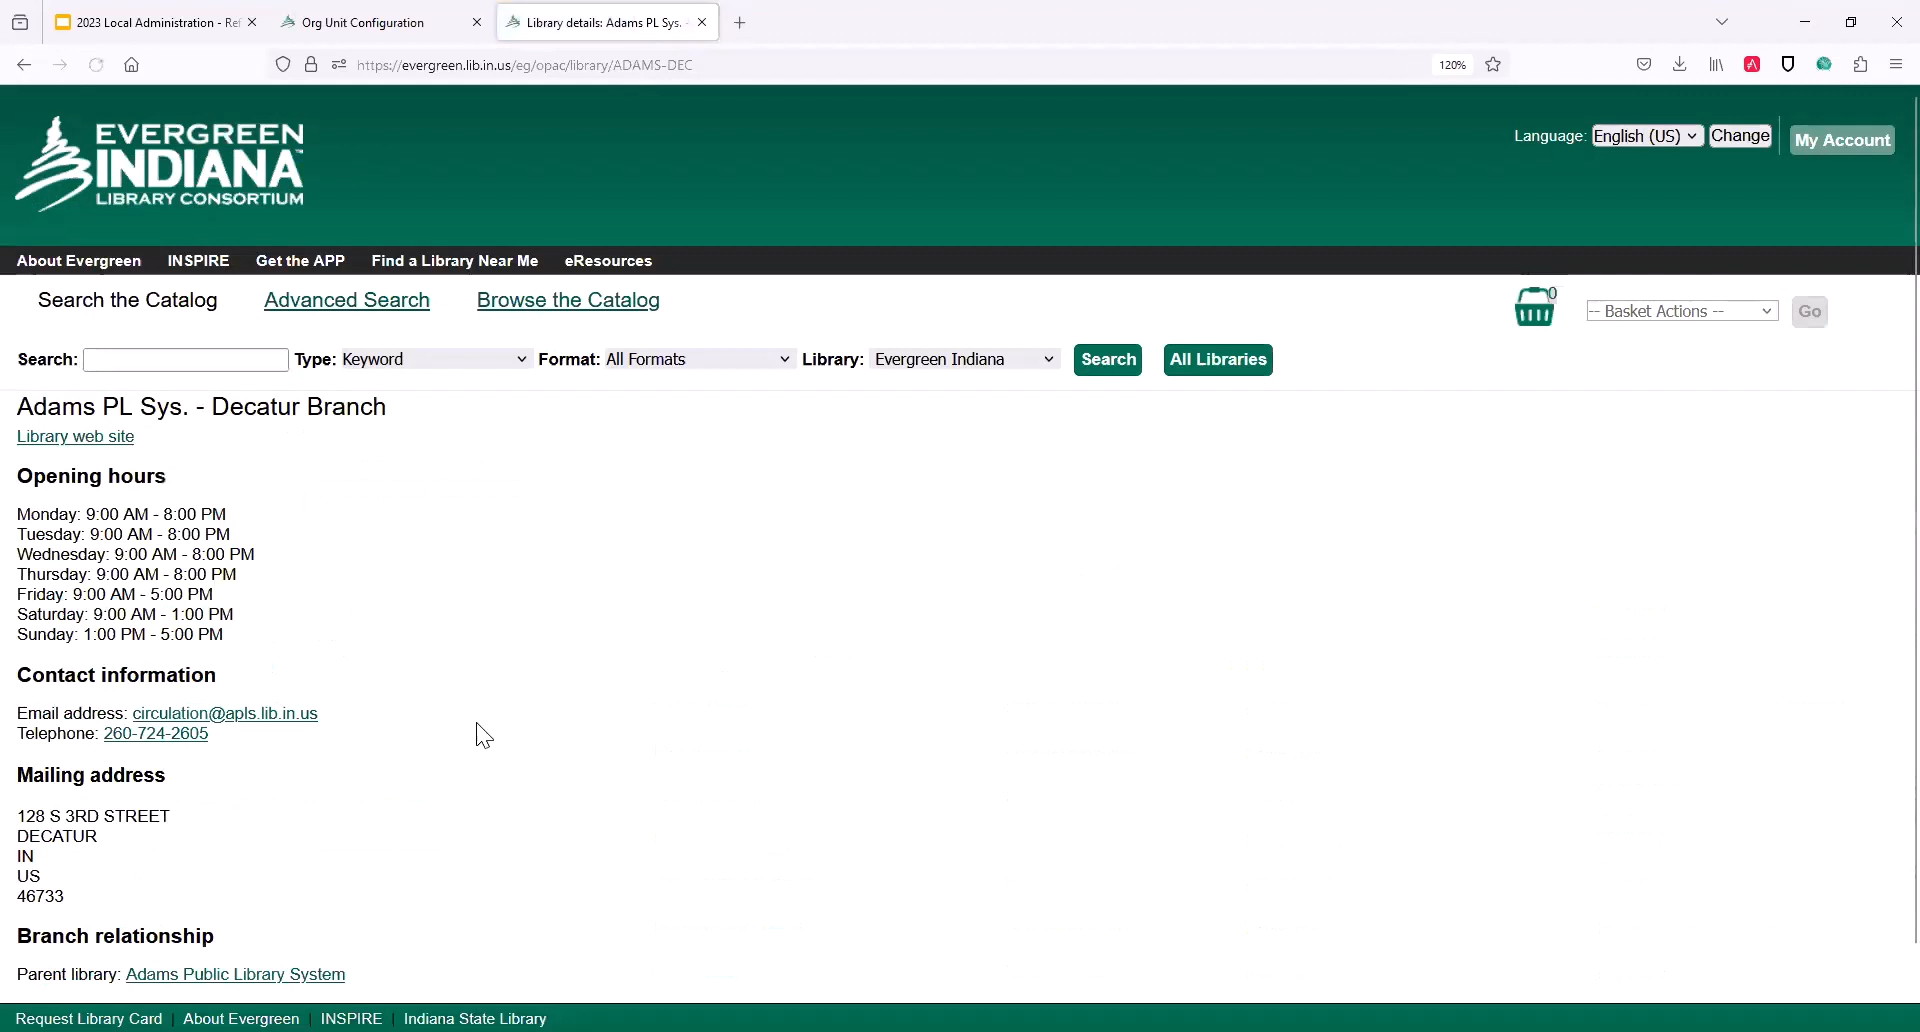 2023 Local Administration - Ref
Org Unit Configuration
Library details: Adams PL Sys. -
https://evergreen.lib.in.us/eg/opac/library/ADAMS-DEC
120%
EVERGREEN
INDIANA
LIBRARY CONSORTIUM
Language: English (US) Change
My Account
About Evergreen INSPIRE Get the APP Find a Library Near Me eResources
Search the Catalog Advanced Search Browse the Catalog
0
-- Basket Actions -- Go
Search: Type: Keyword Format: All Formats Library: Evergreen Indiana Search All Libraries
Adams PL Sys. - Decatur Branch
Library web site
Opening hours
Monday: 9:00 AM - 8:00 PM
Tuesday: 9:00 AM - 8:00 PM
Wednesday: 9:00 AM - 8:00 PM
Thursday: 9:00 AM - 8:00 PM
Friday: 9:00 AM - 5:00 PM
Saturday: 9:00 AM - 1:00 PM
Sunday: 1:00 PM - 5:00 PM
Contact information
Email address: circulation@apls.lib.in.us
Telephone: 260-724-2605
Mailing address
128 S 3RD STREET
DECATUR
IN
US
46733
Branch relationship
Parent library: Adams Public Library System
Request Library Card | About Evergreen | INSPIRE | Indiana State Library